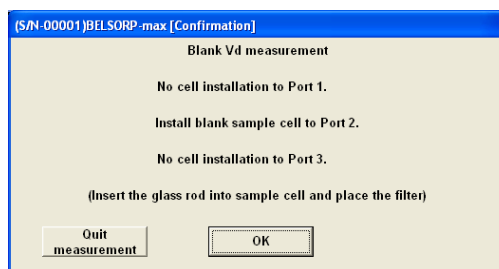 (S/N-00001)BELSORP-max [Confirmation]
Blank Vd measurement
No cell installation to Port 1.
Install blank sample cell to Port 2.
No cell installation to Port 3.
(Insert the glass rod into sample cell and place the filter)
Quit
measurement
OK